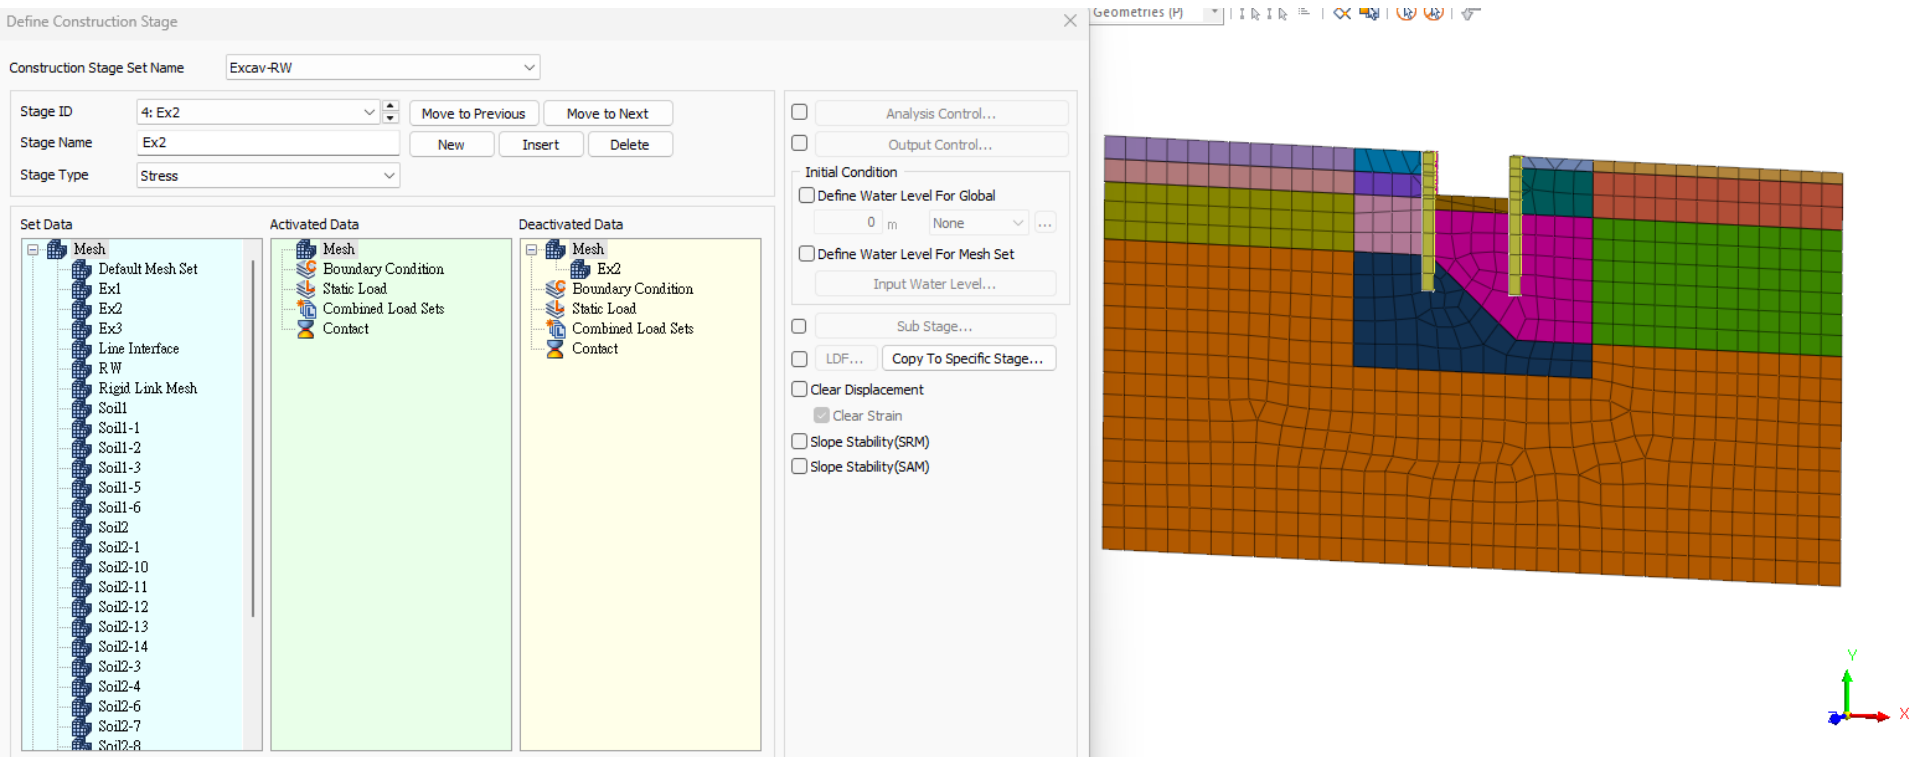 Define Construction Stage
Geometries (P)
Construction Stage Set Name
Excav-RW
Stage ID
4: Ex2
Move to Previous
Move to Next
Stage Name
Ex2
New
Insert
Delete
Stage Type
Stress
Set Data
Mesh
Default Mesh Set
Ex1
Ex2
Ex3
Line Interface
RW
Rigid Link Mesh
Soil1
Soil1-1
Soil1-2
Soil1-3
Soil1-5
Soil1-6
Soil2
Soil2-1
Soil2-10
Soil2-11
Soil2-12
Soil2-13
Soil2-14
Soil2-3
Soil2-4
Soil2-6
Soil2-7
Soil2-8
Activated Data
Mesh
Boundary Condition
Static Load
Combined Load Sets
Contact
Deactivated Data
Mesh
Ex2
Boundary Condition
Static Load
Combined Load Sets
Contact
Analysis Control...
Output Control...
Initial Condition
Define Water Level For Global
0 m
None
...
Define Water Level For Mesh Set
Input Water Level...
Sub Stage...
LDF...
Copy To Specific Stage...
Clear Displacement
Clear Strain
Slope Stability(SRM)
Slope Stability(SAM)
Y
X